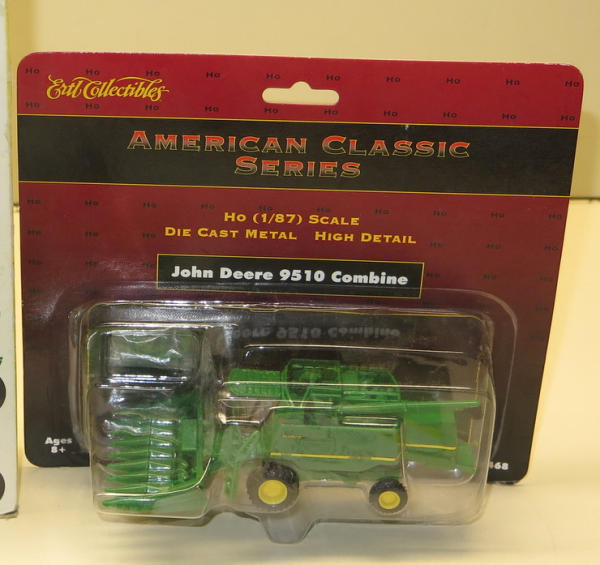 Ertl Collectibles
AMERICAN CLASSIC
SERIES
HO (1/87) SCALE
DIE CAST METAL HIGH DETAIL
John Deere 9510 Combine
Ages
8+